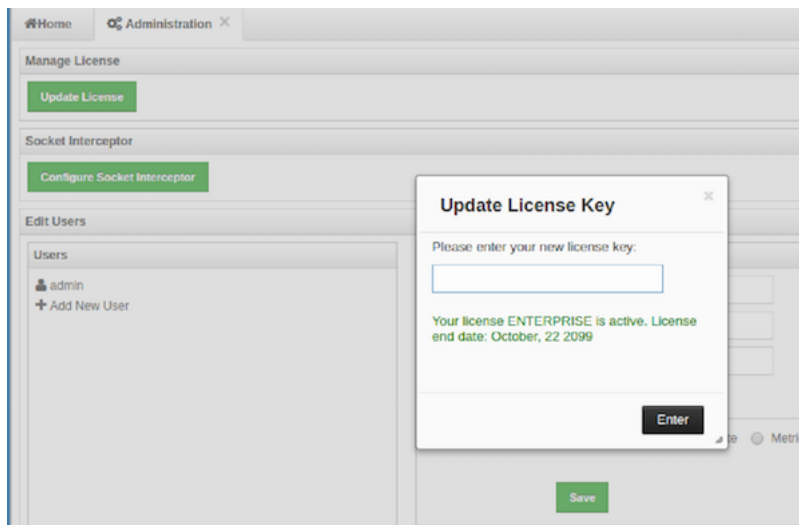 Home
Administration
Manage License
Update License
Socket Interceptor
Configure Socket Interceptor
Edit Users
Users
admin
Add New User
Update License Key
Please enter your new license key:
Your license ENTERPRISE is active. License
end date: October, 22 2099
Enter
Save